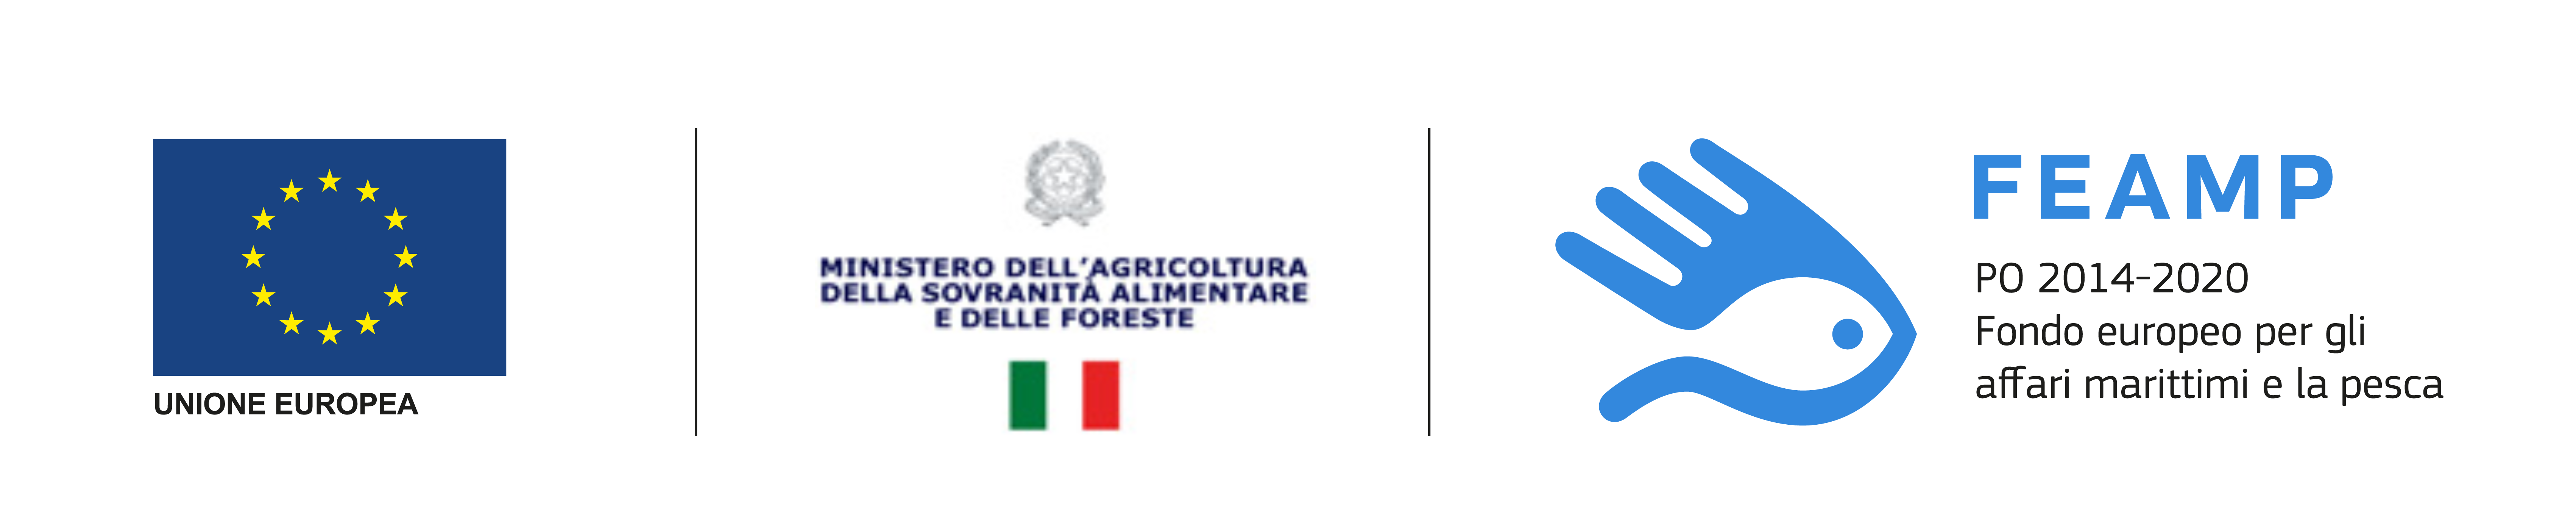 UNIONE EUROPEA
MINISTERO DELL'AGRICOLTURA
DELLA SOVRANITÀ ALIMENTARE
E DELLE FORESTE
FEAMP
PO 2014-2020
Fondo europeo per gli
affari marittimi e la pesca